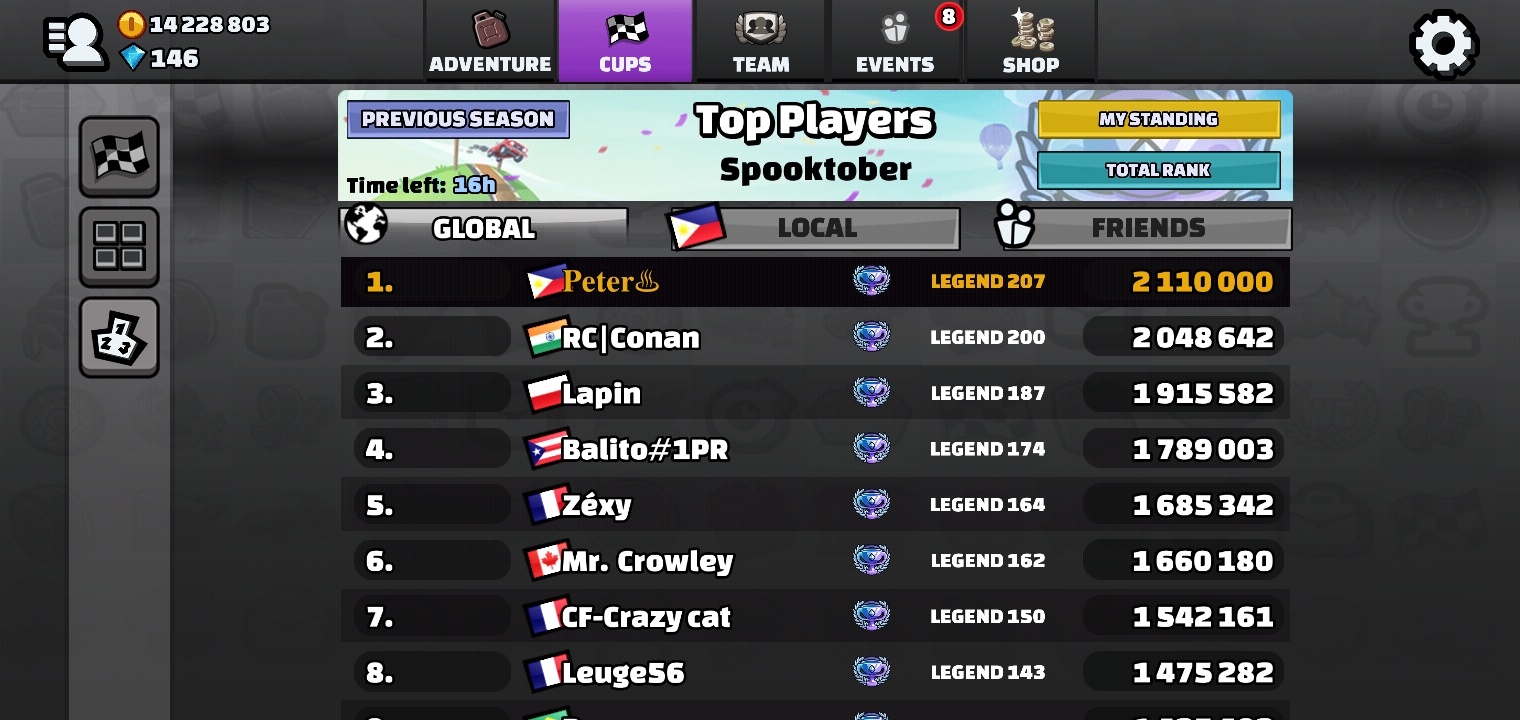 14 228 803
146
ADVENTURE
CUPS
TEAM
8
EVENTS
SHOP
PREVIOUS SEASON
Top Players
MY STANDING
Spooktober
TOTAL RANK
Time left: 16h
GLOBAL
LOCAL
FRIENDS
1. Peter♨ LEGEND 207 2 110 000
2. RC|Conan LEGEND 200 2 048 642
3. Lapin LEGEND 187 1 915 582
4. Balito#1PR LEGEND 174 1 789 003
5. Zéxy LEGEND 164 1 685 342
6. Mr. Crowley LEGEND 162 1 660 180
7. CF-Crazy cat LEGEND 150 1 542 161
8. Leuge56 LEGEND 143 1 475 282